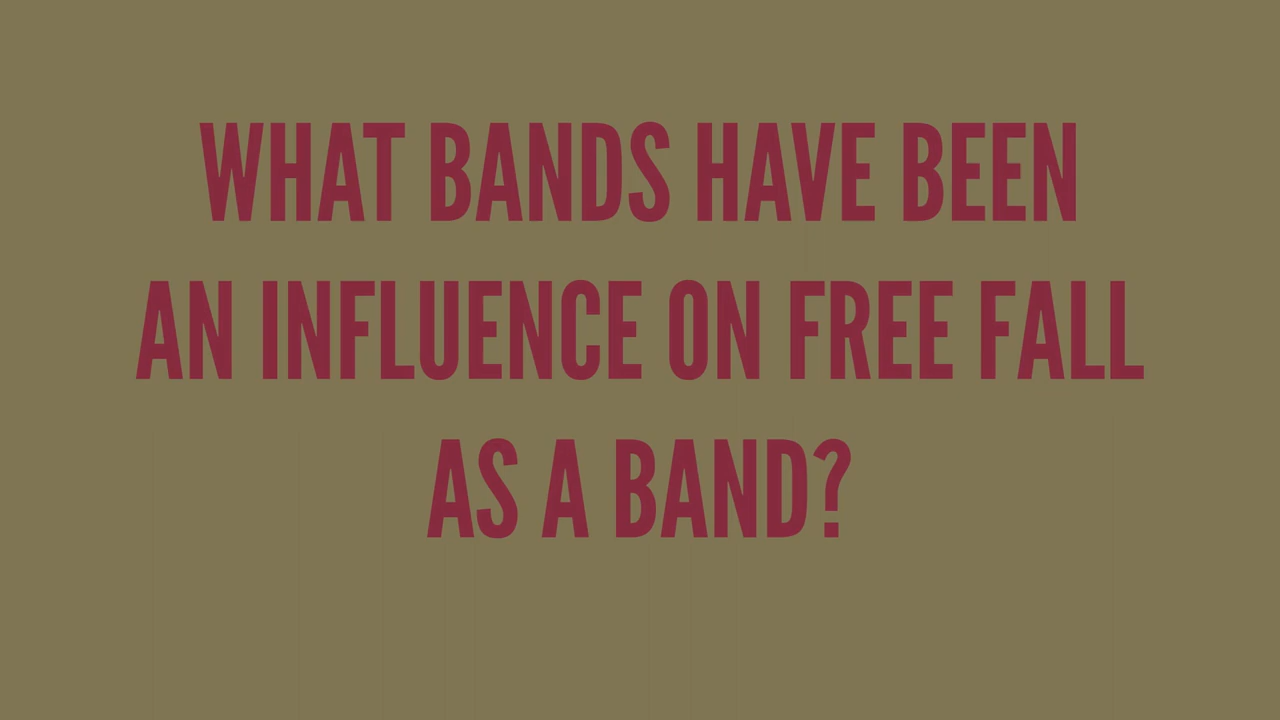 WHAT BANDS HAVE BEEN
AN INFLUENCE ON FREE FALL
AS A BAND?